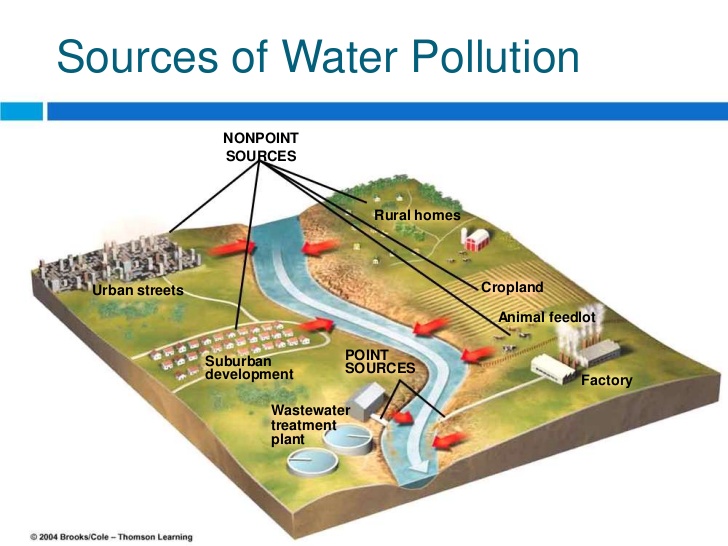 Sources of Water Pollution
NONPOINT
SOURCES
Rural homes
Urban streets
Cropland
Animal feedlot
Suburban
development
POINT
SOURCES
Factory
Wastewater
treatment
plant
© 2004 Brooks/Cole – Thomson Learning